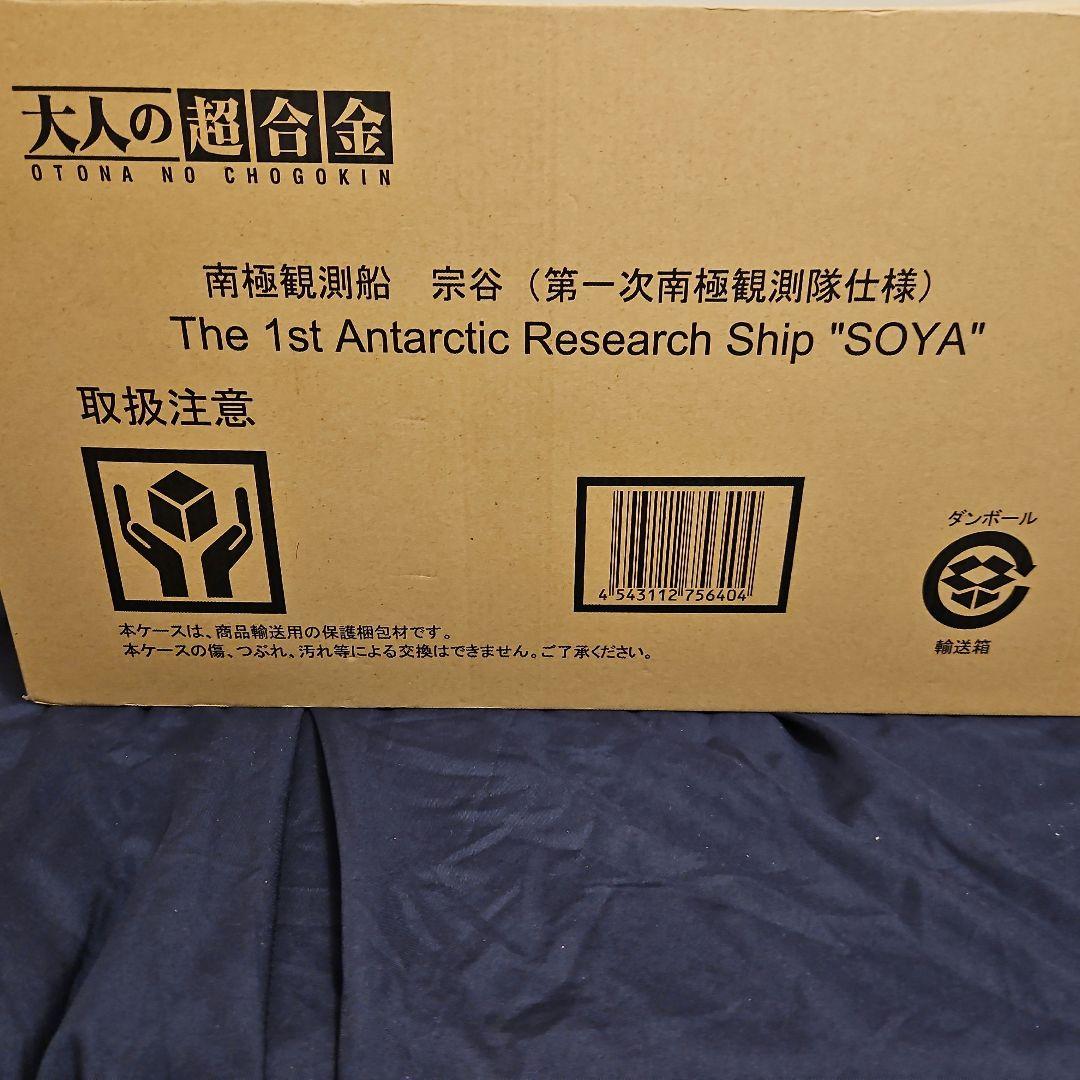 大人の超合金
OTONA NO CHOGOKIN
南極観測船 宗谷（第一次南極観測隊仕様）
The 1st Antarctic Research Ship "SOYA"
取扱注意
4 543112 756404
ダンボール
輸送箱
本ケースは、商品輸送用の保護梱包材です。
本ケースの傷、つぶれ、汚れ等による交換はできません。ご了承ください。